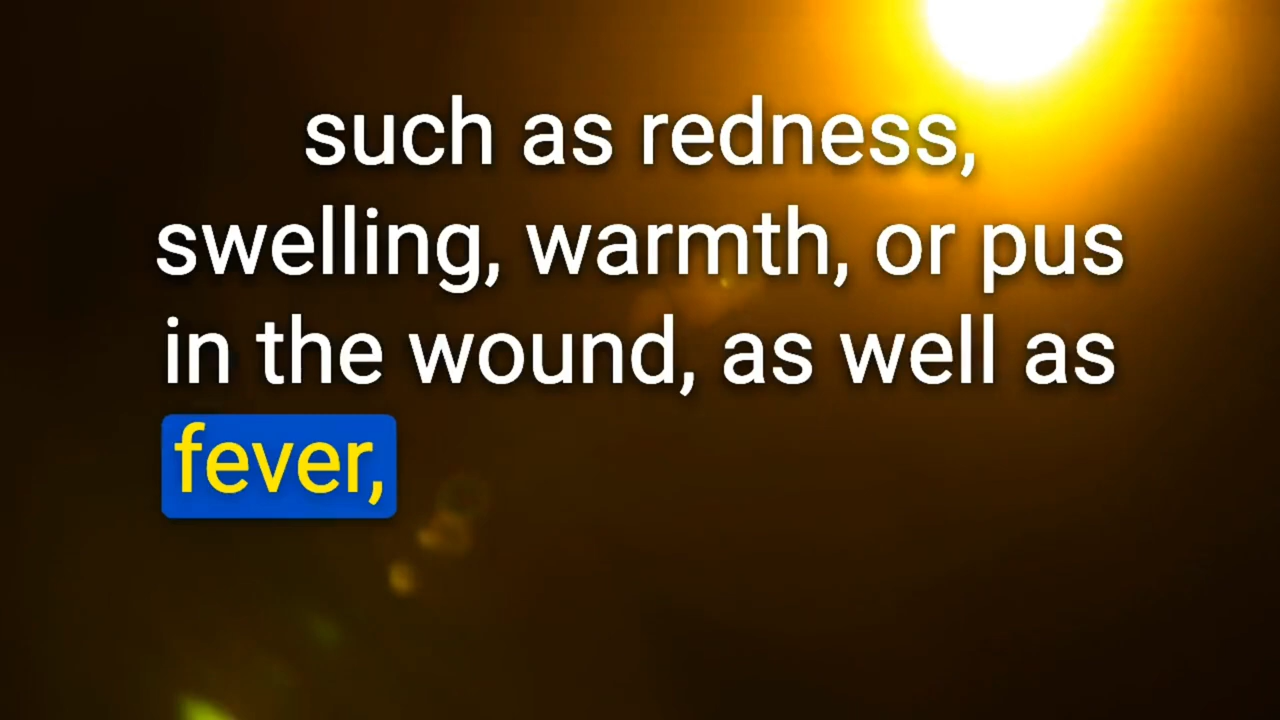 such as redness,
swelling, warmth, or pus
in the wound, as well as
fever,